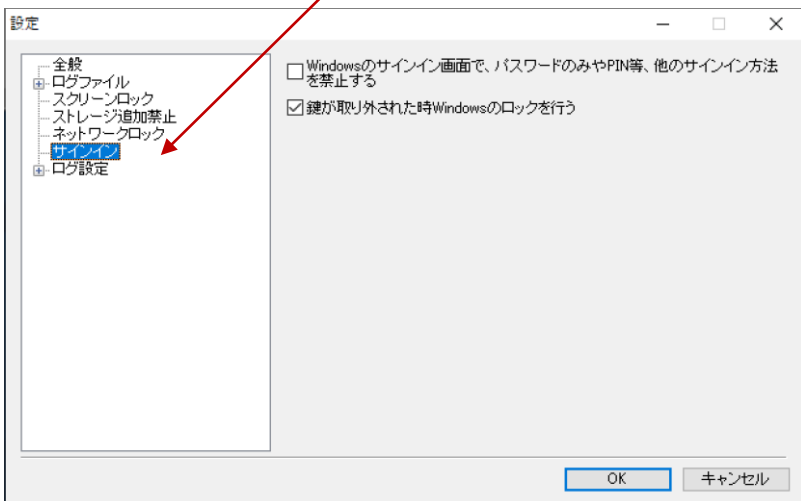 設定
全般
ログファイル
スクリーンロック
ストレージ追加禁止
ネットワークロック
サインイン
ログ設定
Windowsのサインイン画面で、パスワードのみやPIN等、他のサインイン方法
を禁止する
鍵が取り外された時Windowsのロックを行う
OK
キャンセル